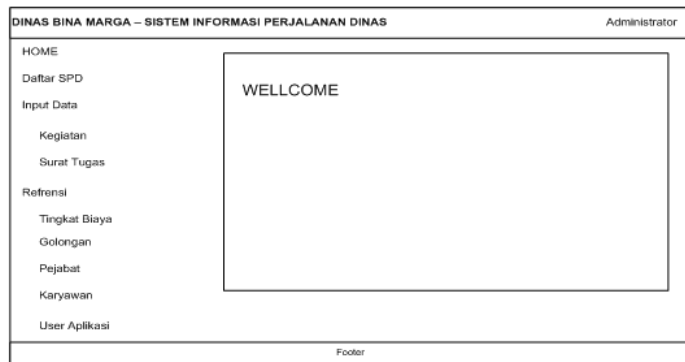 DINAS BINA MARGA – SISTEM INFORMASI PERJALANAN DINAS
Administrator
HOME
Daftar SPD
Input Data
Kegiatan
Surat Tugas
Refrensi
Tingkat Biaya
Golongan
Pejabat
Karyawan
User Aplikasi
WELLCOME
Footer